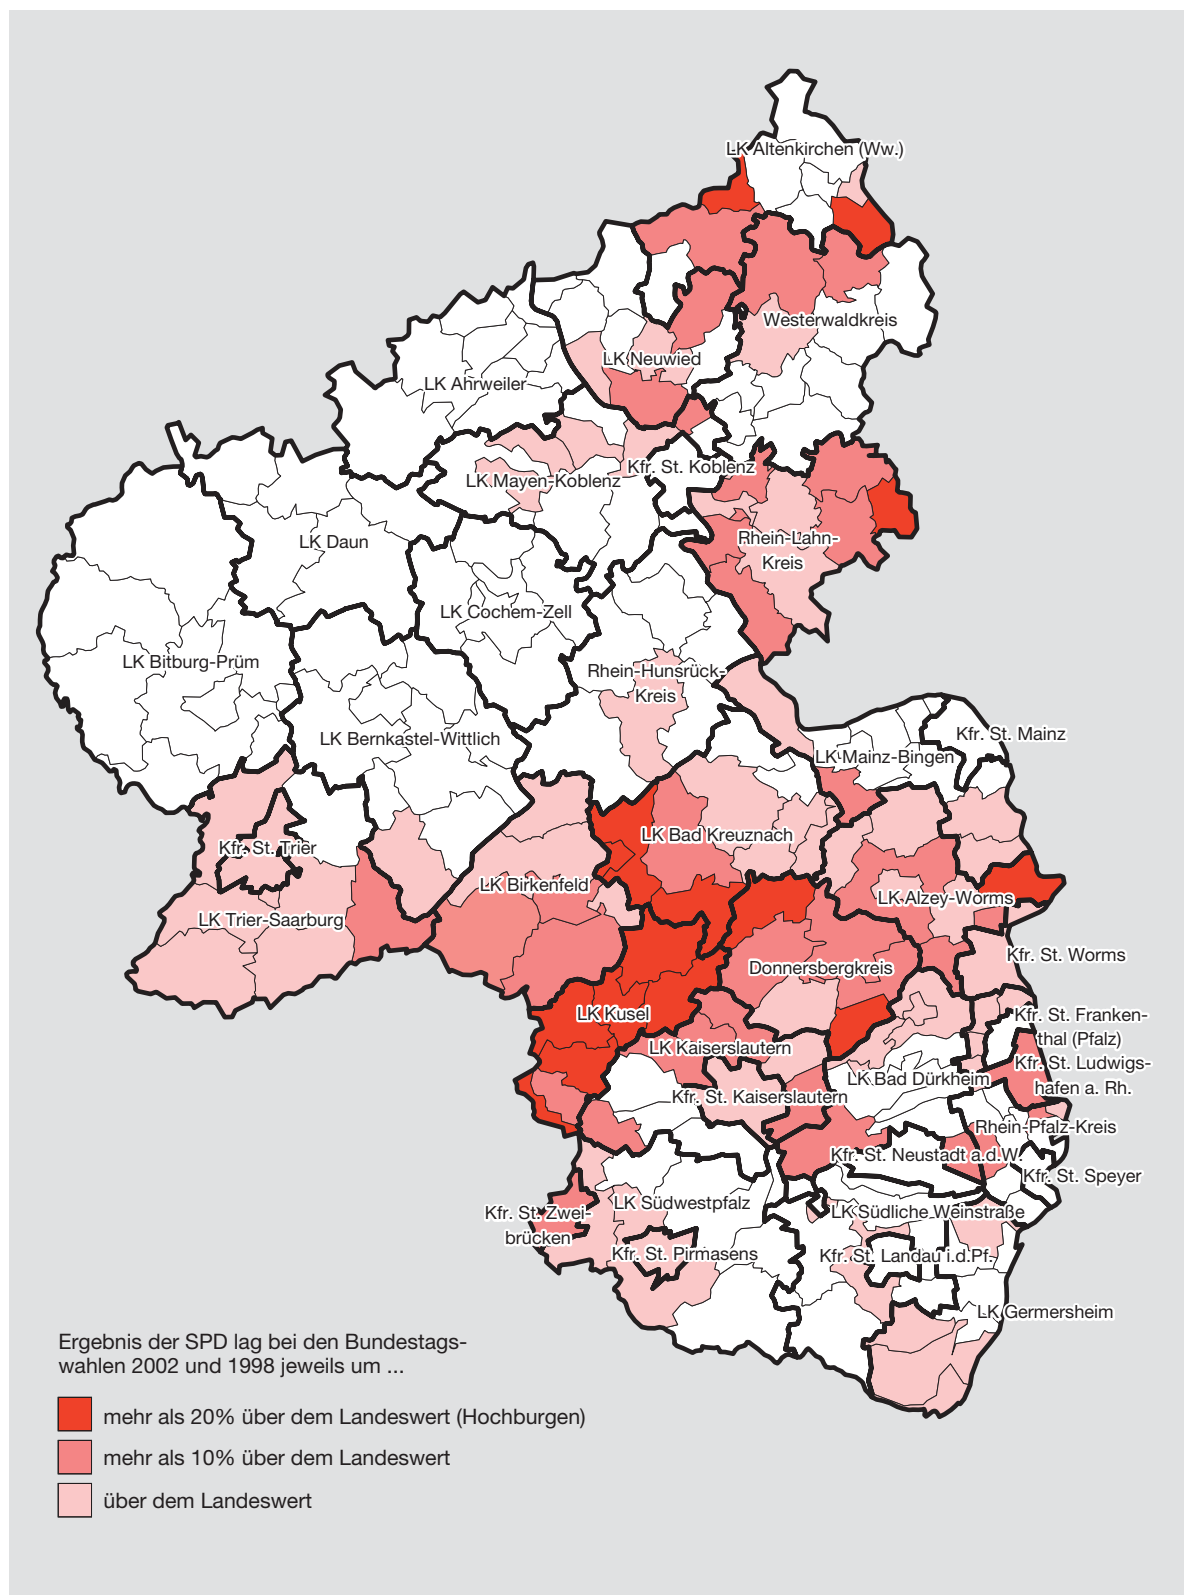 LK Altenkirchen (Ww.)
Westerwaldkreis
LK Neuwied
LK Ahrweiler
Kfr. St. Koblenz
LK Mayen-Koblenz
Rhein-Lahn-
Kreis
LK Daun
LK Cochem-Zell
LK Bitburg-Prüm
Rhein-Hunsrück-
Kreis
LK Bernkastel-Wittlich
Kfr. St. Mainz
LK Mainz-Bingen
LK Bad Kreuznach
Kfr. St. Trier
LK Birkenfeld
LK Alzey-Worms
LK Trier-Saarburg
Kfr. St. Worms
Donnersbergkreis
LK Kusel
Kfr. St. Franken-
thal (Pfalz)
LK Kaiserslautern
Kfr. St. Ludwigs-
hafen a. Rh.
LK Bad Dürkheim
Kfr. St. Kaiserslautern
Rhein-Pfalz-Kreis
Kfr. St. Neustadt a.d.W.
Kfr. St. Speyer
LK Südwestpfalz
Kfr. St. Zwei-
brücken
LK Südliche Weinstraße
Kfr. St. Pirmasens
Kfr. St. Landau i.d.Pf.
LK Germersheim
Ergebnis der SPD lag bei den Bundestags-
wahlen 2002 und 1998 jeweils um ...
mehr als 20% über dem Landeswert (Hochburgen)
mehr als 10% über dem Landeswert
über dem Landeswert